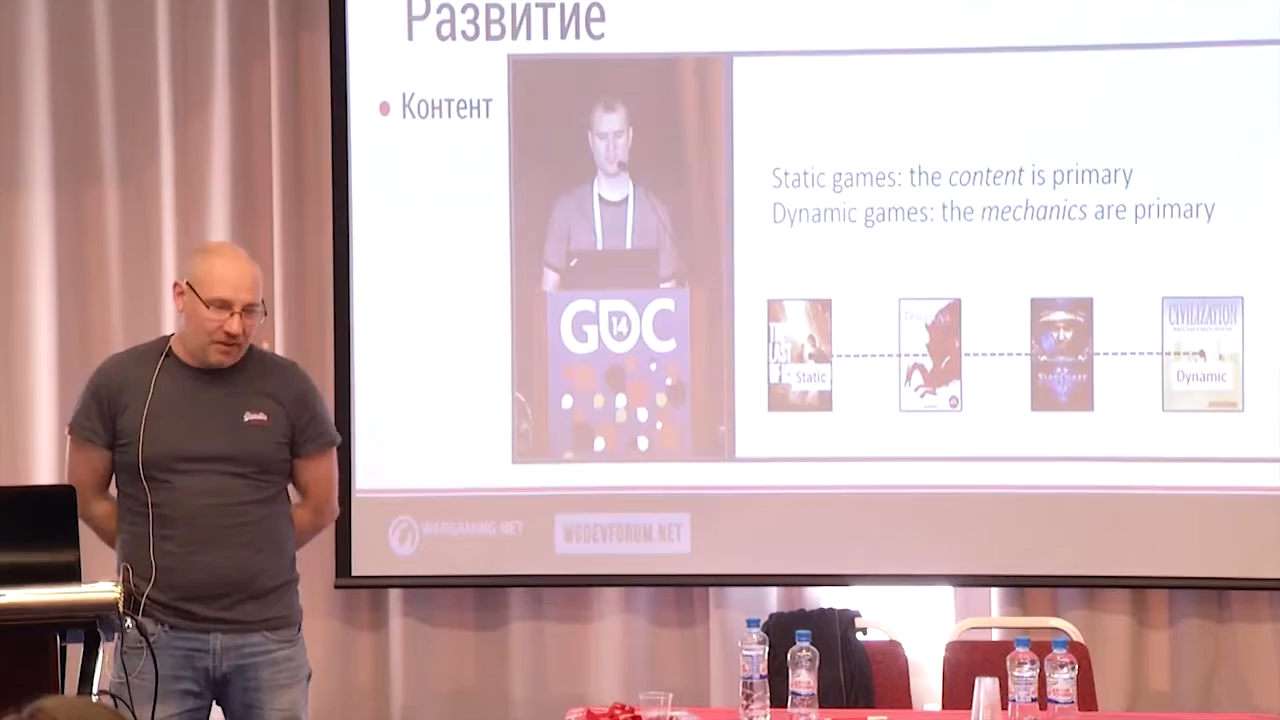 Развитие
Контент
Static games: the content is primary
Dynamic games: the mechanics are primary
GDC
14
Static
STARCRAFT
CIVILIZATION
Dynamic
WARGAMING.NET
WGDEVFORUM.NET